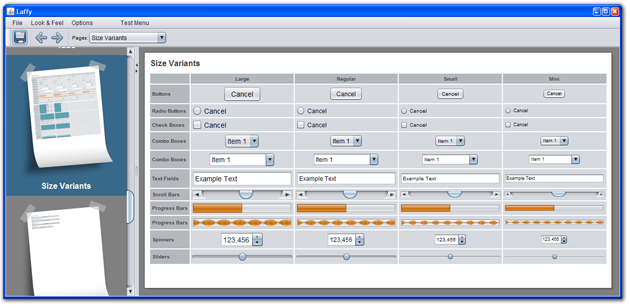 Laffy
File Look & Feel Options Test Menu
Pages: Size Variants
Size Variants
Size Variants
Large Regular Small Mini
Buttons Cancel Cancel Cancel Cancel
Radio Buttons Cancel Cancel Cancel Cancel
Check Boxes Cancel Cancel Cancel Cancel
Combo Boxes Item 1 Item 1 Item 1 Item 1
Combo Boxes Item 1 Item 1 Item 1 Item 1
Text Fields Example Text Example Text Example Text Example Text
Scroll Bars
Progress Bars
Progress Bars
Spinners 123,456 123,456 123,456 123,456
Sliders